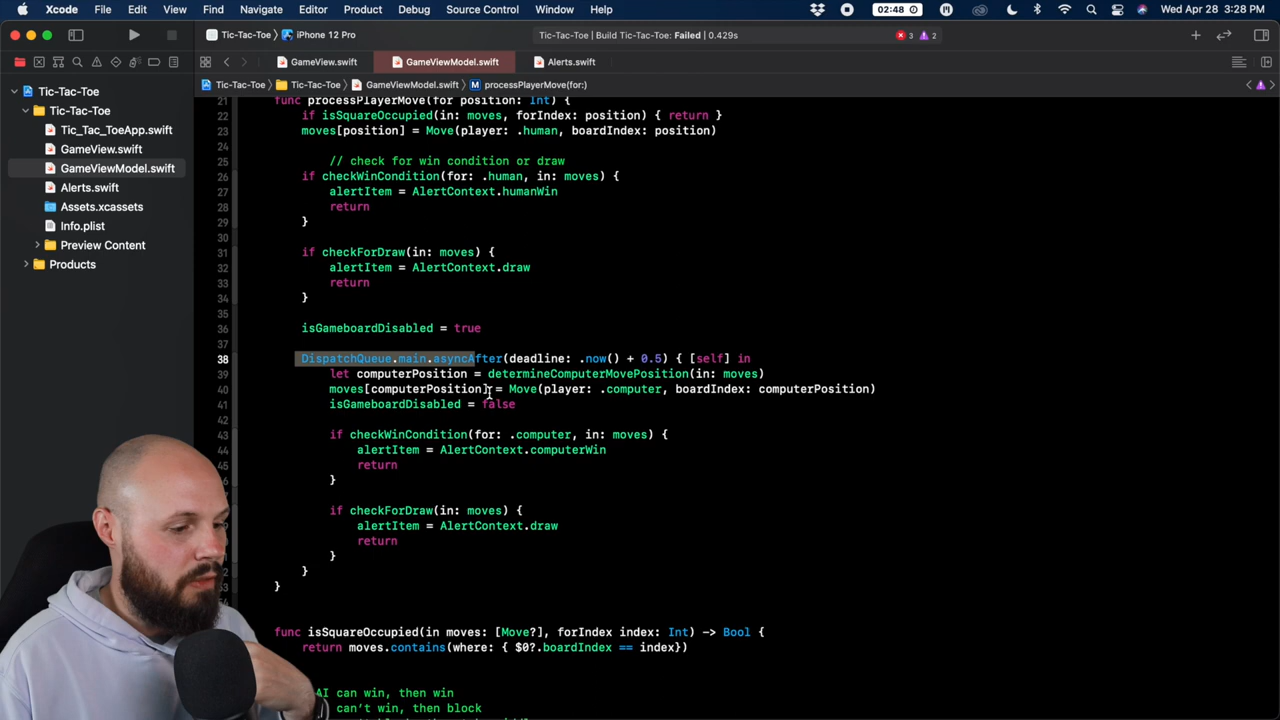 Xcode File Edit View Find Navigate Editor Product Debug Source Control Window Help
02:48
Wed Apr 28 3:28 PM
Tic-Tac-Toe iPhone 12 Pro
Tic-Tac-Toe | Build Tic-Tac-Toe: Failed | 0.429s
3 2
GameView.swift GameViewModel.swift Alerts.swift
Tic-Tac-Toe Tic-Tac-Toe GameViewModel.swift M processPlayerMove(for:)
Tic-Tac-Toe
Tic-Tac-Toe
Tic_Tac_ToeApp.swift
GameView.swift
GameViewModel.swift
Alerts.swift
Assets.xcassets
Info.plist
Preview Content
Products
21 func processPlayerMove(for position: Int) {
22 if isSquareOccupied(in: moves, forIndex: position) { return }
23 moves[position] = Move(player: .human, boardIndex: position)
24
25 // check for win condition or draw
26 if checkWinCondition(for: .human, in: moves) {
27 alertItem = AlertContext.humanWin
28 return
29 }
30
31 if checkForDraw(in: moves) {
32 alertItem = AlertContext.draw
33 return
34 }
35
36 isGameboardDisabled = true
37
38 DispatchQueue.main.asyncAfter(deadline: .now() + 0.5) { [self] in
39 let computerPosition = determineComputerMovePosition(in: moves)
40 moves[computerPosition] = Move(player: .computer, boardIndex: computerPosition)
41 isGameboardDisabled = false
42
43 if checkWinCondition(for: .computer, in: moves) {
44 alertItem = AlertContext.computerWin
45 return
}
if checkForDraw(in: moves) {
alertItem = AlertContext.draw
return
}
}
}
func isSquareOccupied(in moves: [Move?], forIndex index: Int) -> Bool {
return moves.contains(where: { $0?.boardIndex == index})
AI can win, then win
can't win, then block